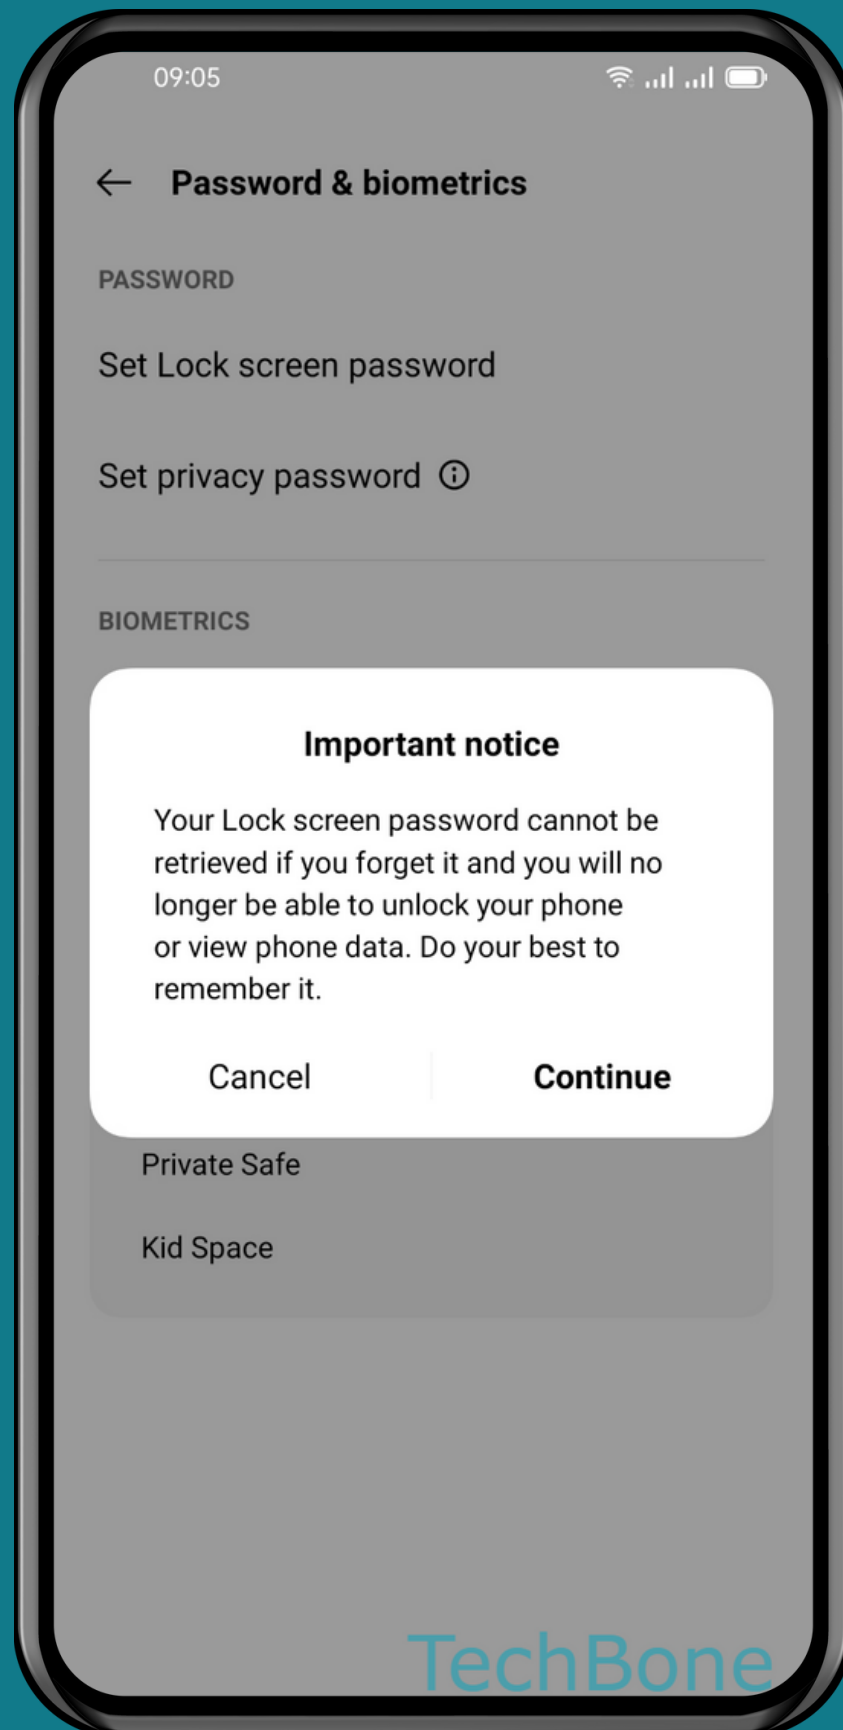 09:05
Password & biometrics
PASSWORD
Set Lock screen password
Set privacy password
BIOMETRICS
Important notice
Your Lock screen password cannot be
retrieved if you forget it and you will no
longer be able to unlock your phone
or view phone data. Do your best to
remember it.
Cancel Continue
Private Safe
Kid Space
TechBone